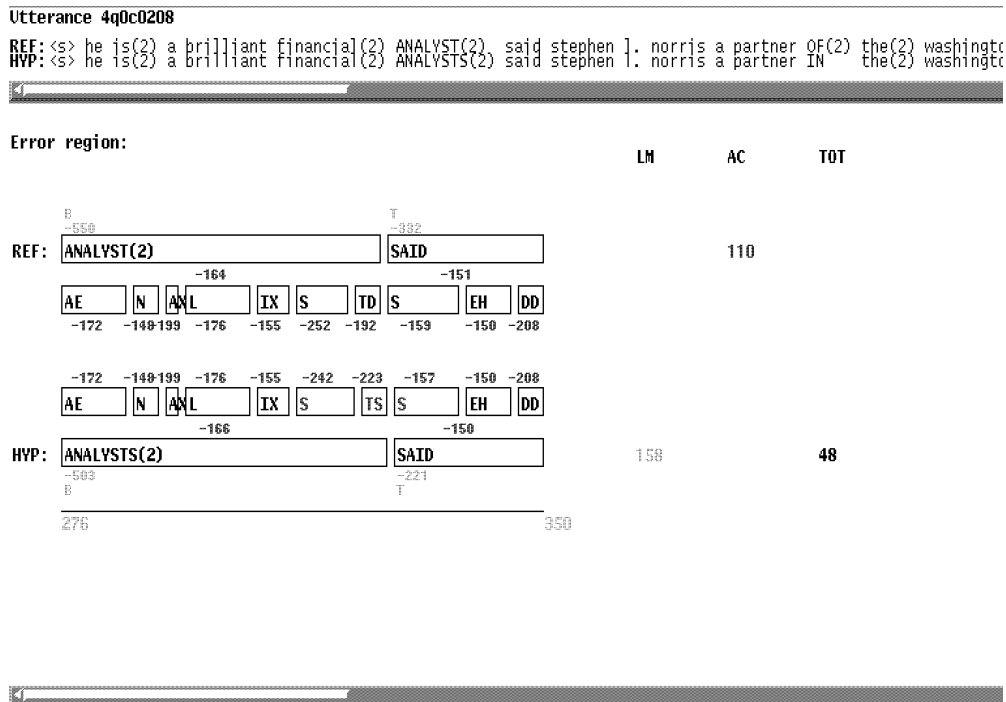 Utterance 4q0c0208
REF: <s> he is(2) a brilliant financial(2) ANALYST(2) said stephen l. norris a partner OF(2) the(2) washingto
HYP: <s> he is(2) a brilliant financial(2) ANALYSTS(2) said stephen l. norris a partner IN the(2) washingto
Error region:
LM AC TOT
B T
-550 -332
REF: ANALYST(2) SAID 110
-164 -151
AE N AX L IX S TD S EH DD
-172 -148 -199 -176 -155 -252 -192 -159 -150 -208
-172 -148 -199 -176 -155 -242 -223 -157 -150 -208
AE N AX L IX S TS S EH DD
-166 -150
HYP: ANALYSTS(2) SAID 158 48
-503 -221
B T
276 350